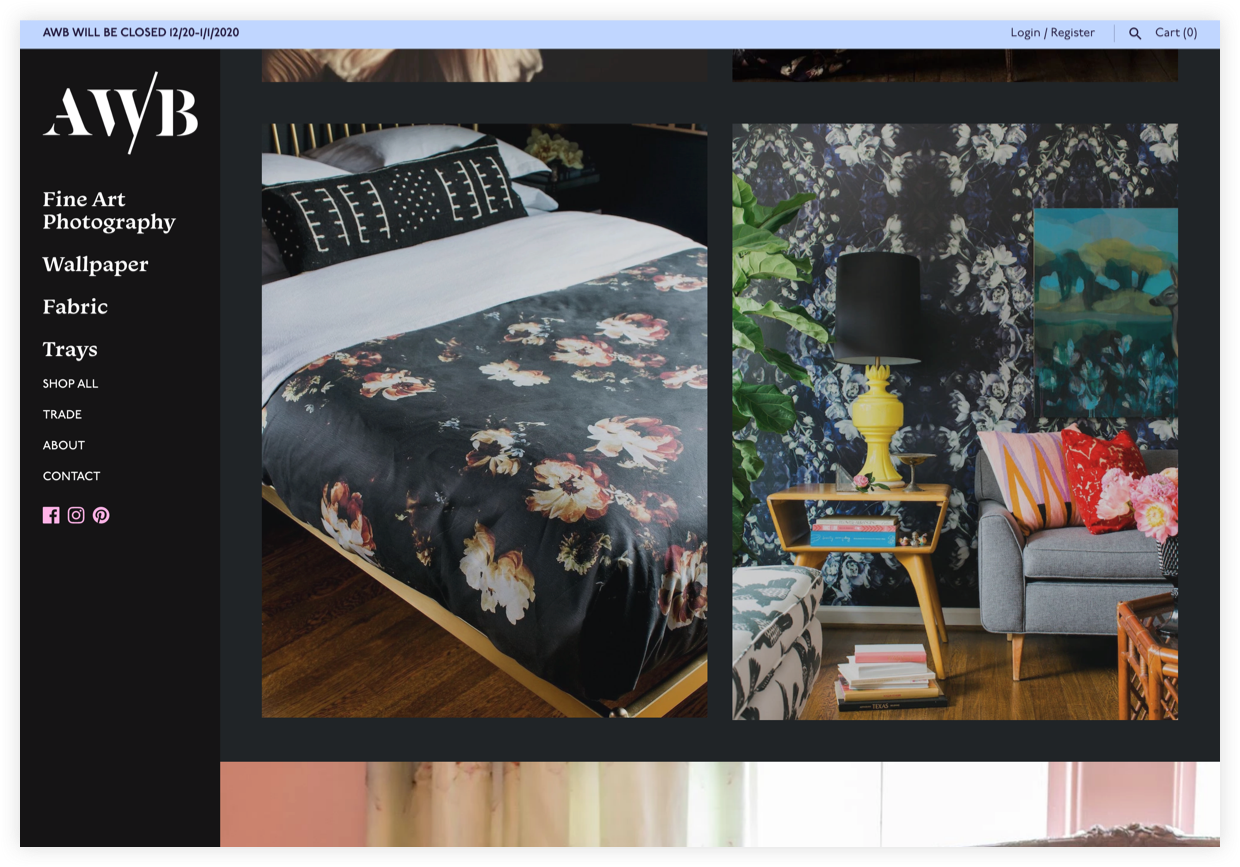 AWB WILL BE CLOSED 12/20-1/1/2020
Login / Register
Cart (0)
AWB
Fine Art
Photography
Wallpaper
Fabric
Trays
SHOP ALL
TRADE
ABOUT
CONTACT
TEXAS